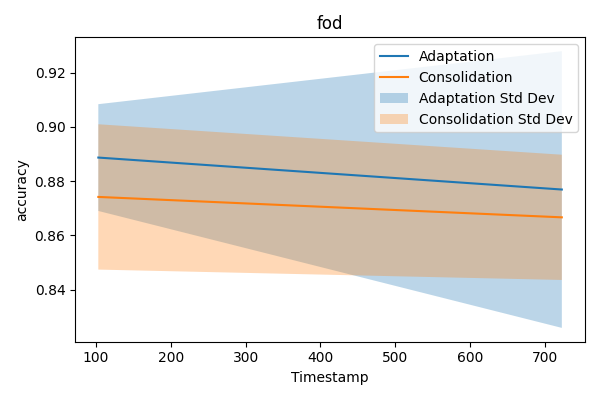 fod
accuracy
0.92
0.90
0.88
0.86
0.84
Adaptation
Consolidation
Adaptation Std Dev
Consolidation Std Dev
100 200 300 400 500 600 700
Timestamp